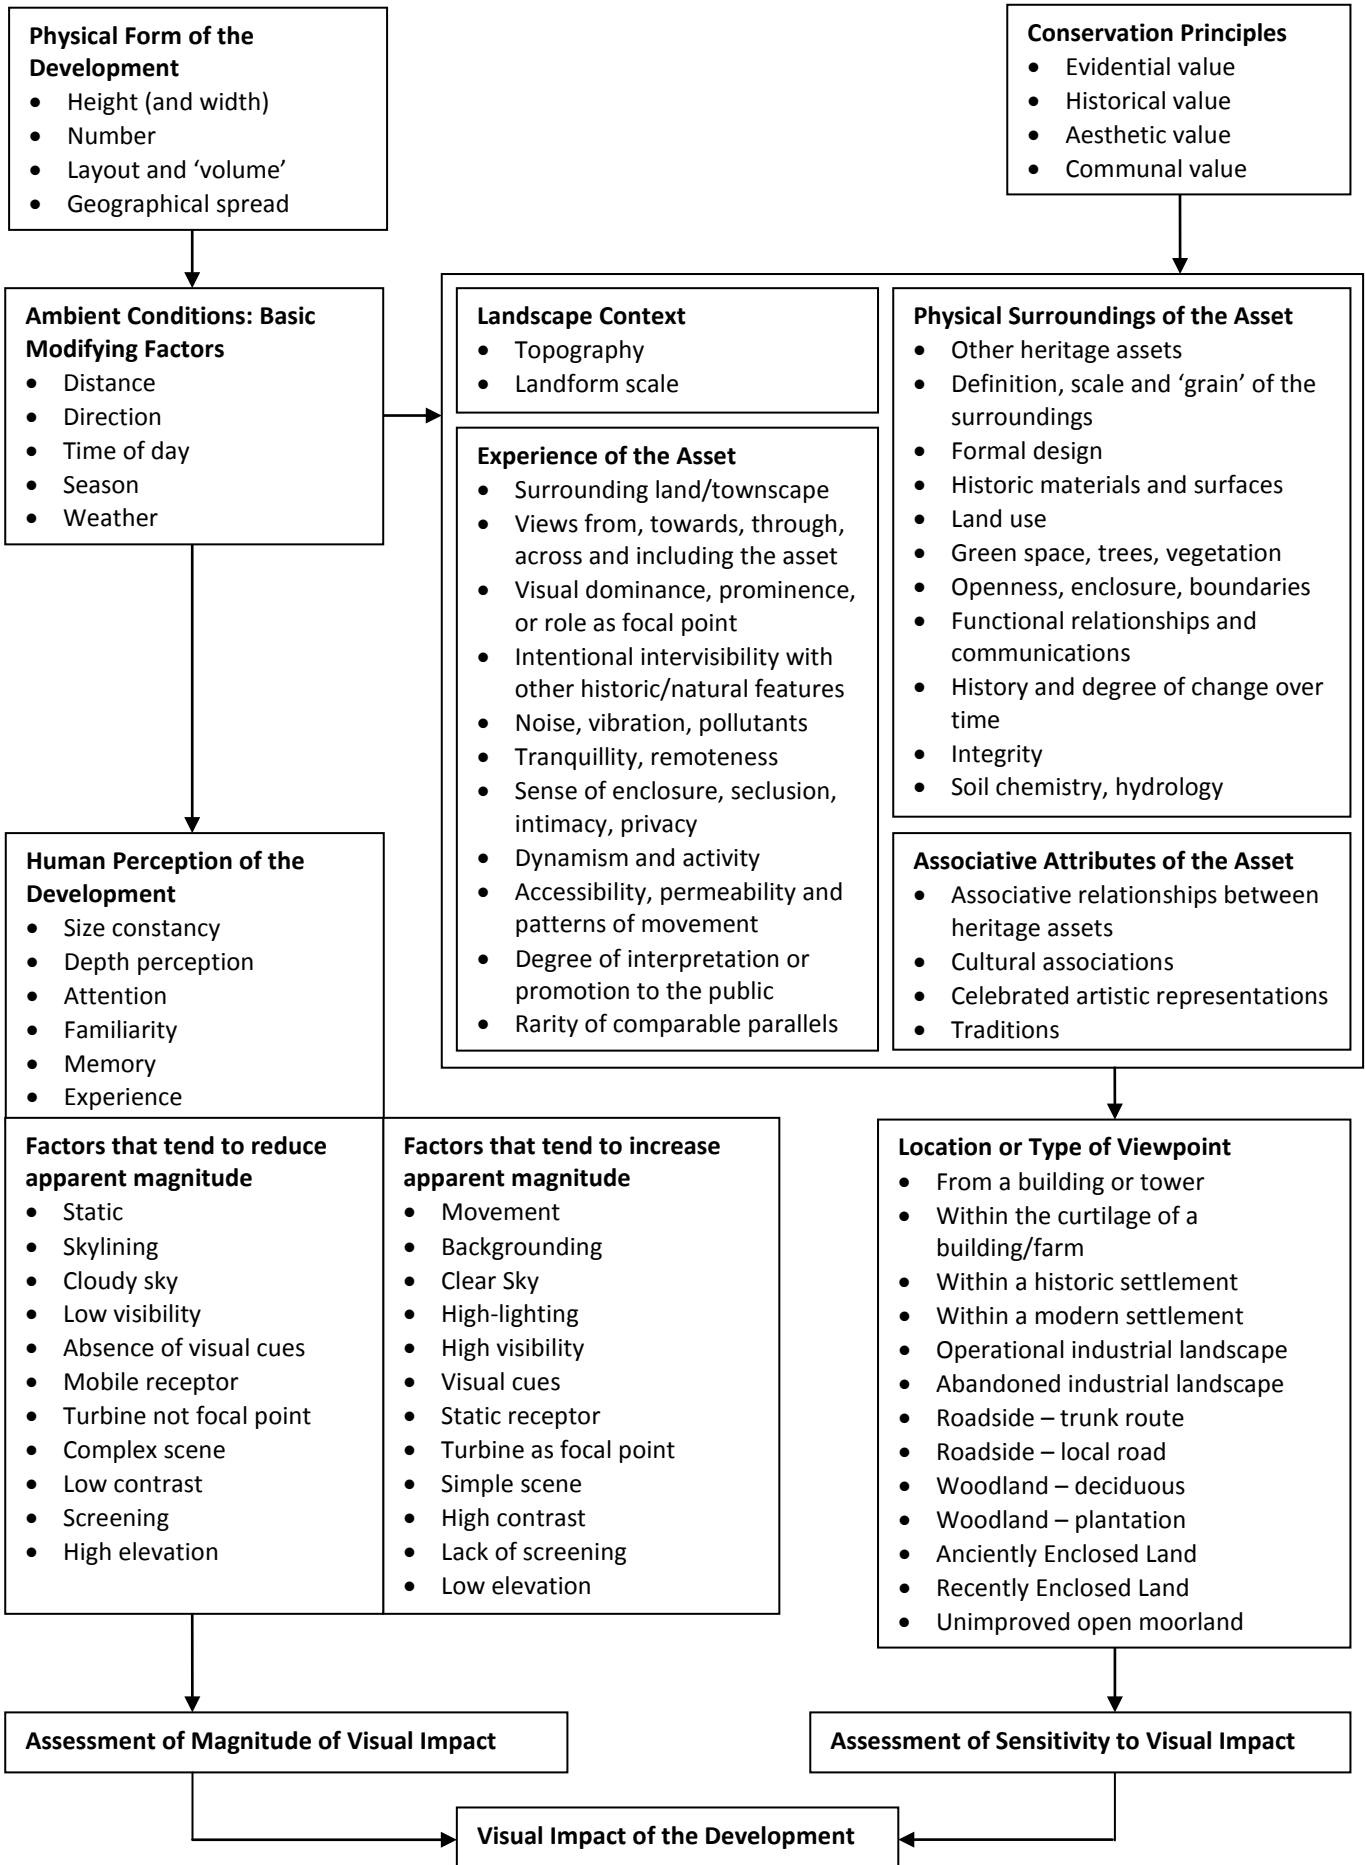 Physical Form of the
Development
• Height (and width)
• Number
• Layout and ‘volume’
• Geographical spread
Conservation Principles
• Evidential value
• Historical value
• Aesthetic value
• Communal value
Ambient Conditions: Basic
Modifying Factors
• Distance
• Direction
• Time of day
• Season
• Weather
Landscape Context
• Topography
• Landform scale
Experience of the Asset
• Surrounding land/townscape
• Views from, towards, through,
across and including the asset
• Visual dominance, prominence,
or role as focal point
• Intentional intervisibility with
other historic/natural features
• Noise, vibration, pollutants
• Tranquillity, remoteness
• Sense of enclosure, seclusion,
intimacy, privacy
• Dynamism and activity
• Accessibility, permeability and
patterns of movement
• Degree of interpretation or
promotion to the public
• Rarity of comparable parallels
Physical Surroundings of the Asset
• Other heritage assets
• Definition, scale and ‘grain’ of the
surroundings
• Formal design
• Historic materials and surfaces
• Land use
• Green space, trees, vegetation
• Openness, enclosure, boundaries
• Functional relationships and
communications
• History and degree of change over
time
• Integrity
• Soil chemistry, hydrology
Associative Attributes of the Asset
• Associative relationships between
heritage assets
• Cultural associations
• Celebrated artistic representations
• Traditions
Human Perception of the
Development
• Size constancy
• Depth perception
• Attention
• Familiarity
• Memory
• Experience
Factors that tend to reduce
apparent magnitude
• Static
• Skylining
• Cloudy sky
• Low visibility
• Absence of visual cues
• Mobile receptor
• Turbine not focal point
• Complex scene
• Low contrast
• Screening
• High elevation
Factors that tend to increase
apparent magnitude
• Movement
• Backgrounding
• Clear Sky
• High-lighting
• High visibility
• Visual cues
• Static receptor
• Turbine as focal point
• Simple scene
• High contrast
• Lack of screening
• Low elevation
Location or Type of Viewpoint
• From a building or tower
• Within the curtilage of a
building/farm
• Within a historic settlement
• Within a modern settlement
• Operational industrial landscape
• Abandoned industrial landscape
• Roadside – trunk route
• Roadside – local road
• Woodland – deciduous
• Woodland – plantation
• Anciently Enclosed Land
• Recently Enclosed Land
• Unimproved open moorland
Assessment of Magnitude of Visual Impact
Assessment of Sensitivity to Visual Impact
Visual Impact of the Development